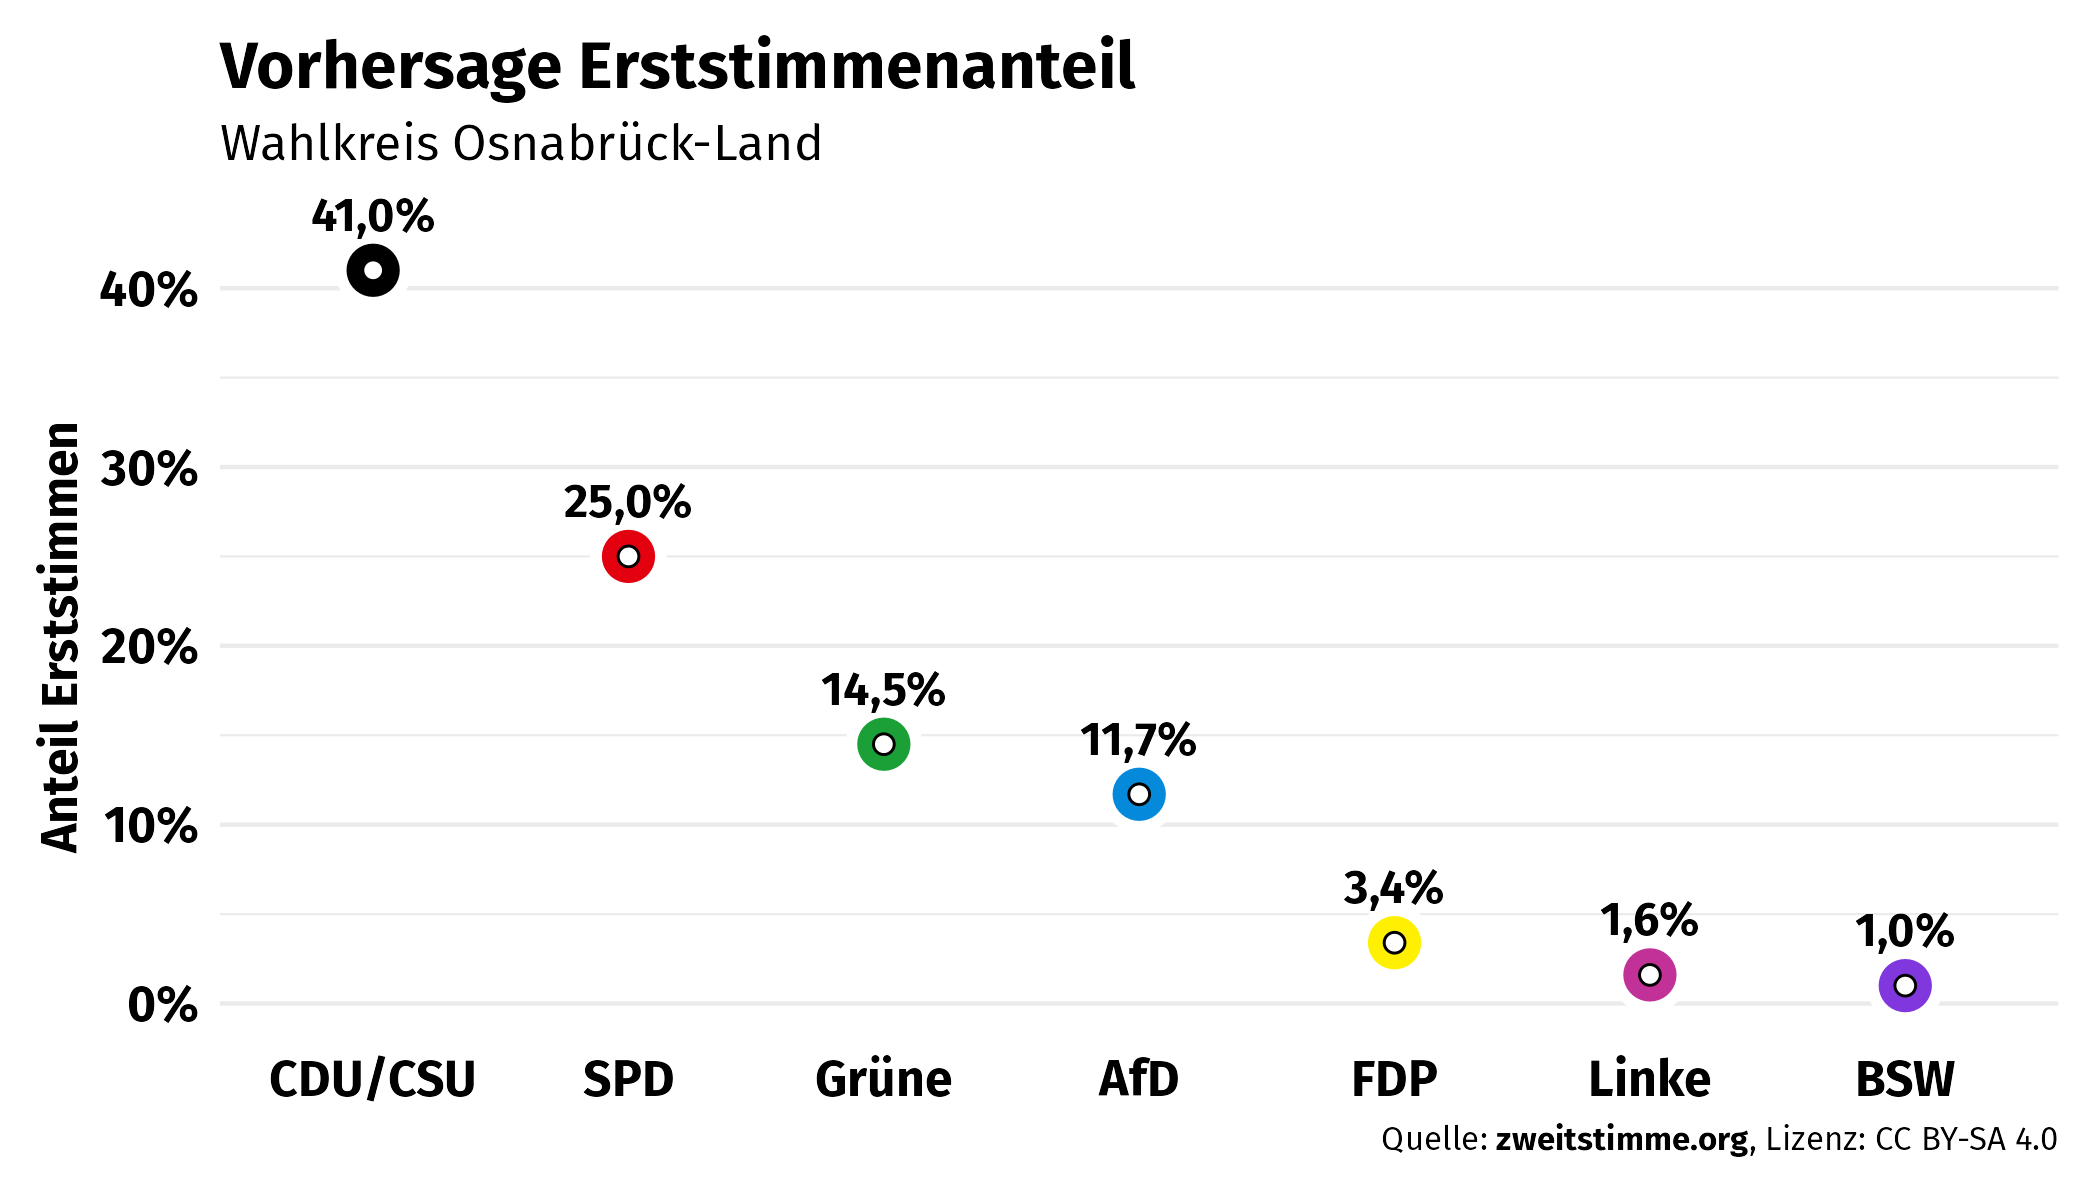 Vorhersage Erststimmenanteil
Wahlkreis Osnabrück-Land
41,0%
40%
30%
25,0%
20%
14,5%
11,7%
10%
3,4%
1,6%
1,0%
0%
Anteil Erststimmen
CDU/CSU SPD Grüne AfD FDP Linke BSW
Quelle: zweitstimme.org, Lizenz: CC BY-SA 4.0